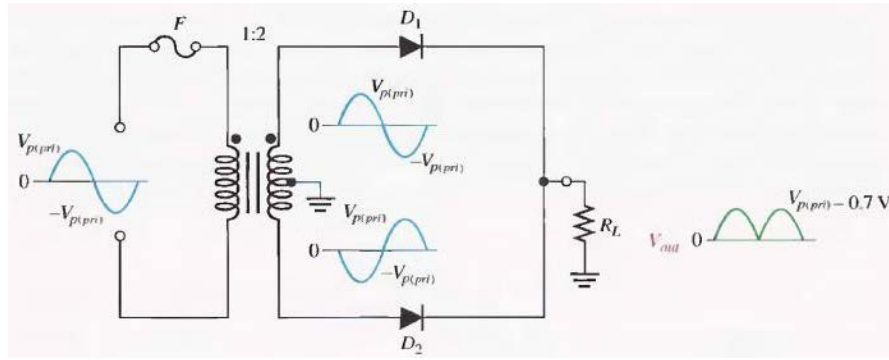 F
1:2
D1
Vp(pri)
0
-Vp(pri)
Vp(pri)
0
-Vp(pri)
Vp(pri)
0
-Vp(pri)
D2
RL
Vp(pri) – 0.7 V
Vout 0